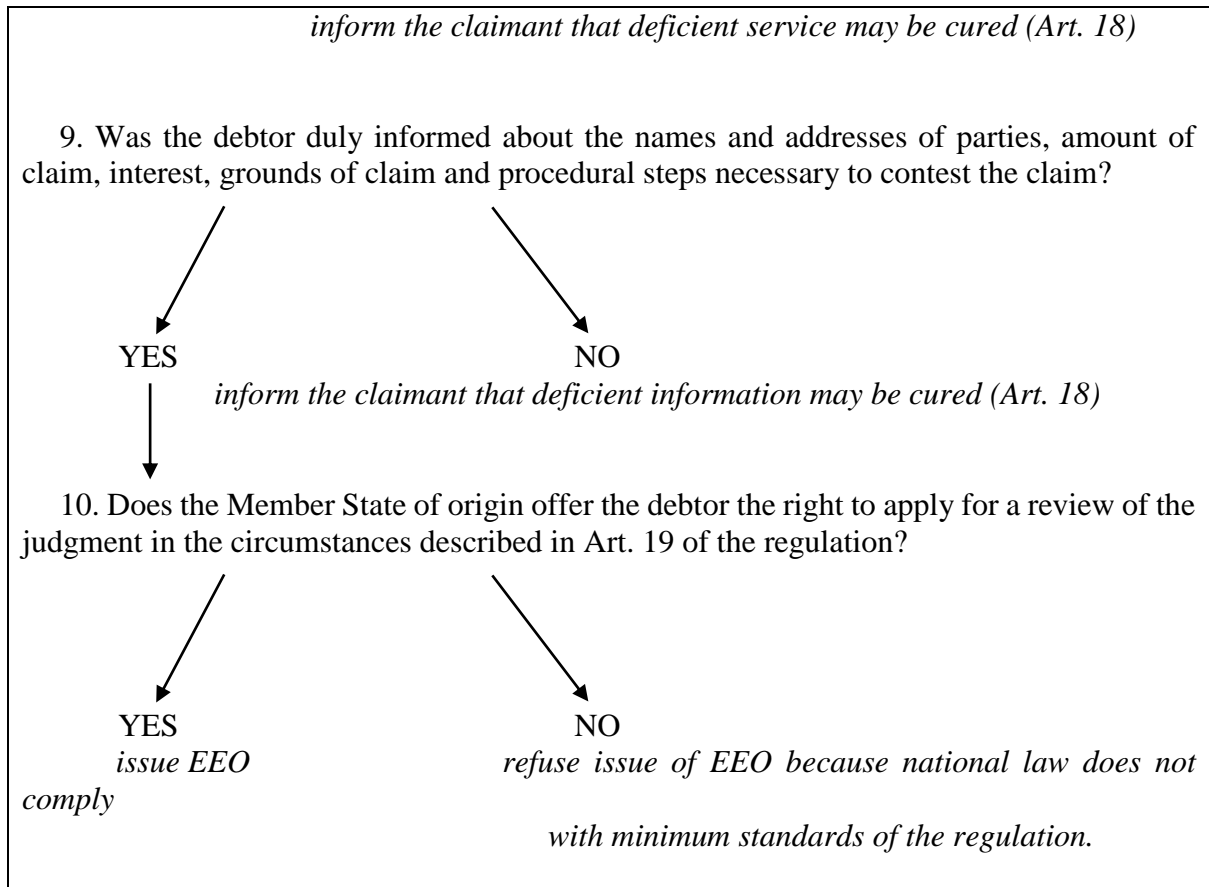 inform the claimant that deficient service may be cured (Art. 18)
9. Was the debtor duly informed about the names and addresses of parties, amount of
claim, interest, grounds of claim and procedural steps necessary to contest the claim?
YES NO
inform the claimant that deficient information may be cured (Art. 18)
10. Does the Member State of origin offer the debtor the right to apply for a review of the
judgment in the circumstances described in Art. 19 of the regulation?
YES NO
issue EEO refuse issue of EEO because national law does not
comply
with minimum standards of the regulation.